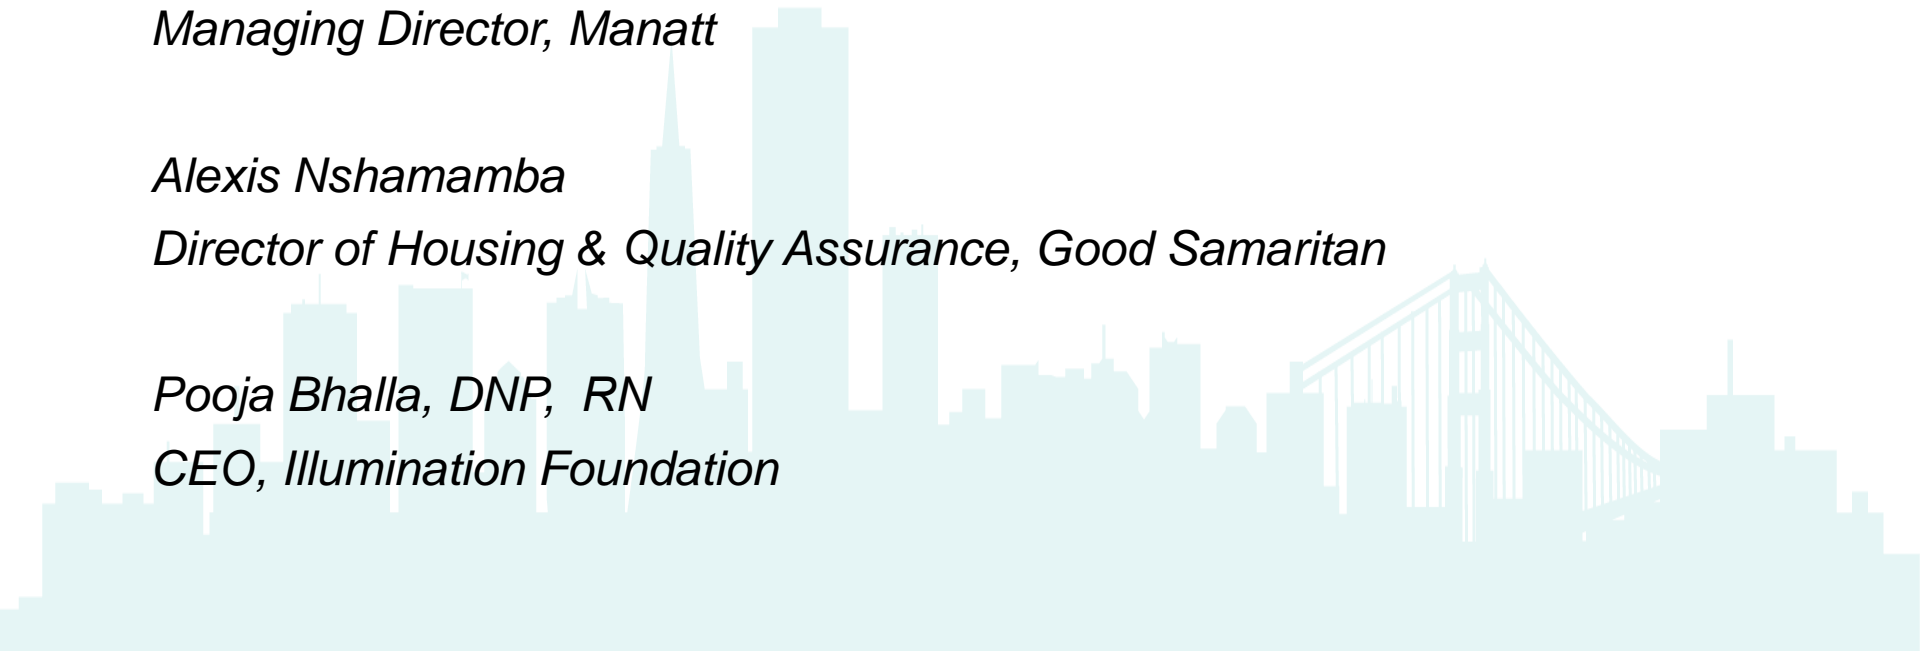 Managing Director, Manatt
Alexis Nshamamba
Director of Housing & Quality Assurance, Good Samaritan
Pooja Bhalla, DNP,  RN
CEO, Illumination Foundation